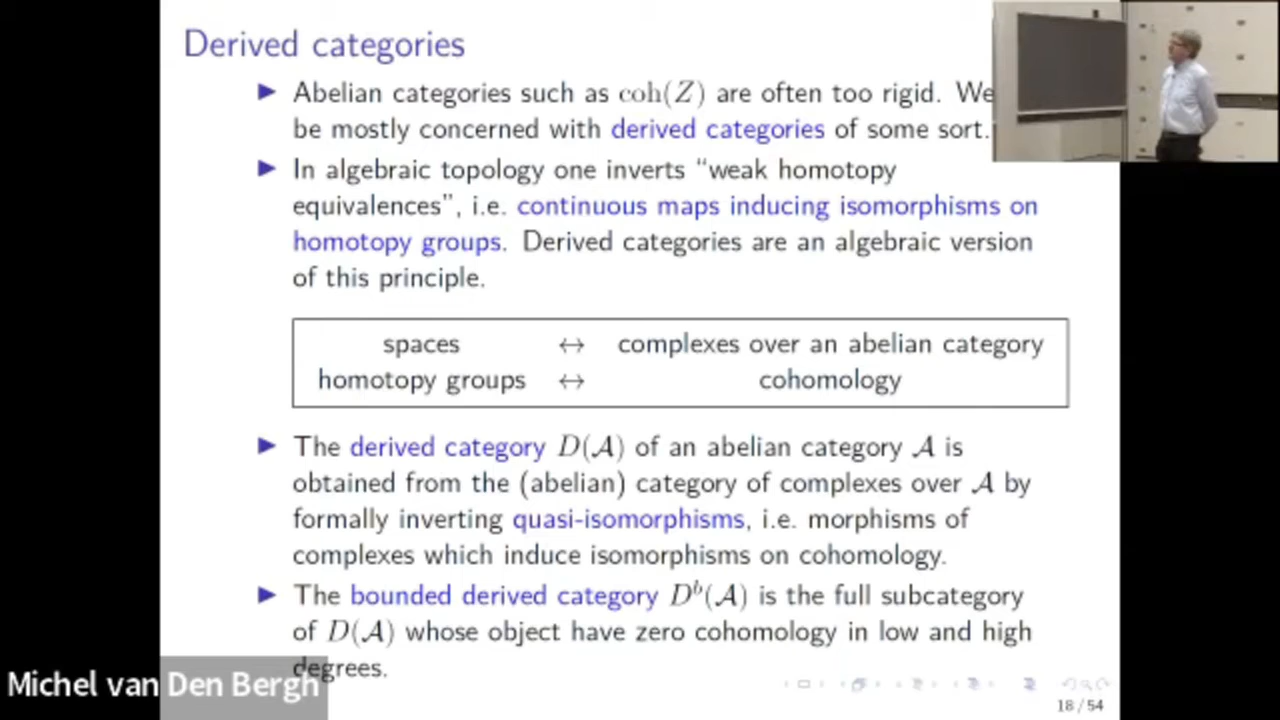 Derived categories
▶ Abelian categories such as coh(Z) are often too rigid. We
be mostly concerned with derived categories of some sort.
▶ In algebraic topology one inverts “weak homotopy
equivalences”, i.e. continuous maps inducing isomorphisms on
homotopy groups. Derived categories are an algebraic version
of this principle.
spaces ↔ complexes over an abelian category
homotopy groups ↔ cohomology
▶ The derived category D(𝒜) of an abelian category 𝒜 is
obtained from the (abelian) category of complexes over 𝒜 by
formally inverting quasi-isomorphisms, i.e. morphisms of
complexes which induce isomorphisms on cohomology.
▶ The bounded derived category Dᵇ(𝒜) is the full subcategory
of D(𝒜) whose object have zero cohomology in low and high
degrees.
Michel van Den Bergh
18/54